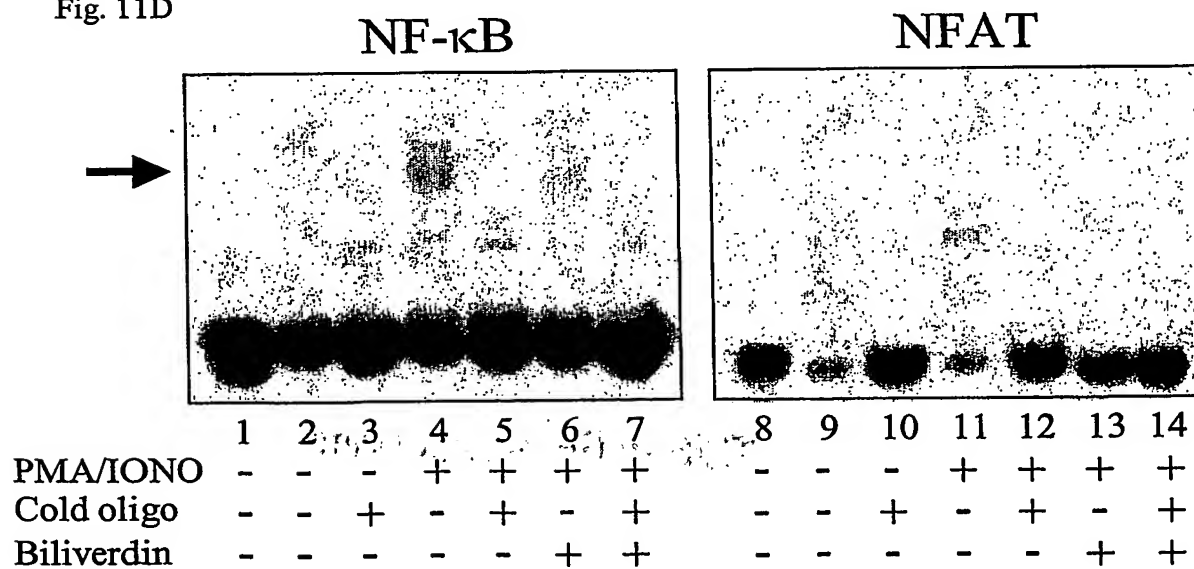 Fig. 11D
NF-κB NFAT
1 2 3 4 5 6 7 8 9 10 11 12 13 14
PMA/IONO - - - + + + + - - - + + + +
Cold oligo - - + - + - + - - + - + - +
Biliverdin - - - - - + + - - - - - + +